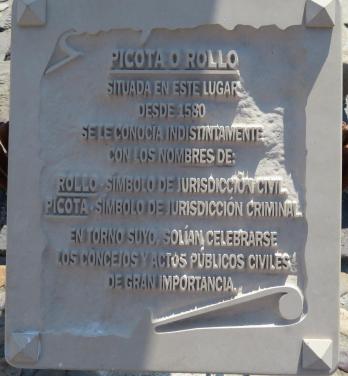 PICOTA O ROLLO
SITUADA EN ESTE LUGAR
DESDE 1580
SE LE CONOCÍA INDISTINTAMENTE
CON LOS NOMBRES DE:
ROLLO - SÍMBOLO DE JURISDICCIÓN CIVIL
PICOTA - SÍMBOLO DE JURISDICCIÓN CRIMINAL
EN TORNO SUYO, SOLÍAN CELEBRARSE
LOS CONCEJOS Y ACTOS PÚBLICOS CIVILES
DE GRAN IMPORTANCIA.